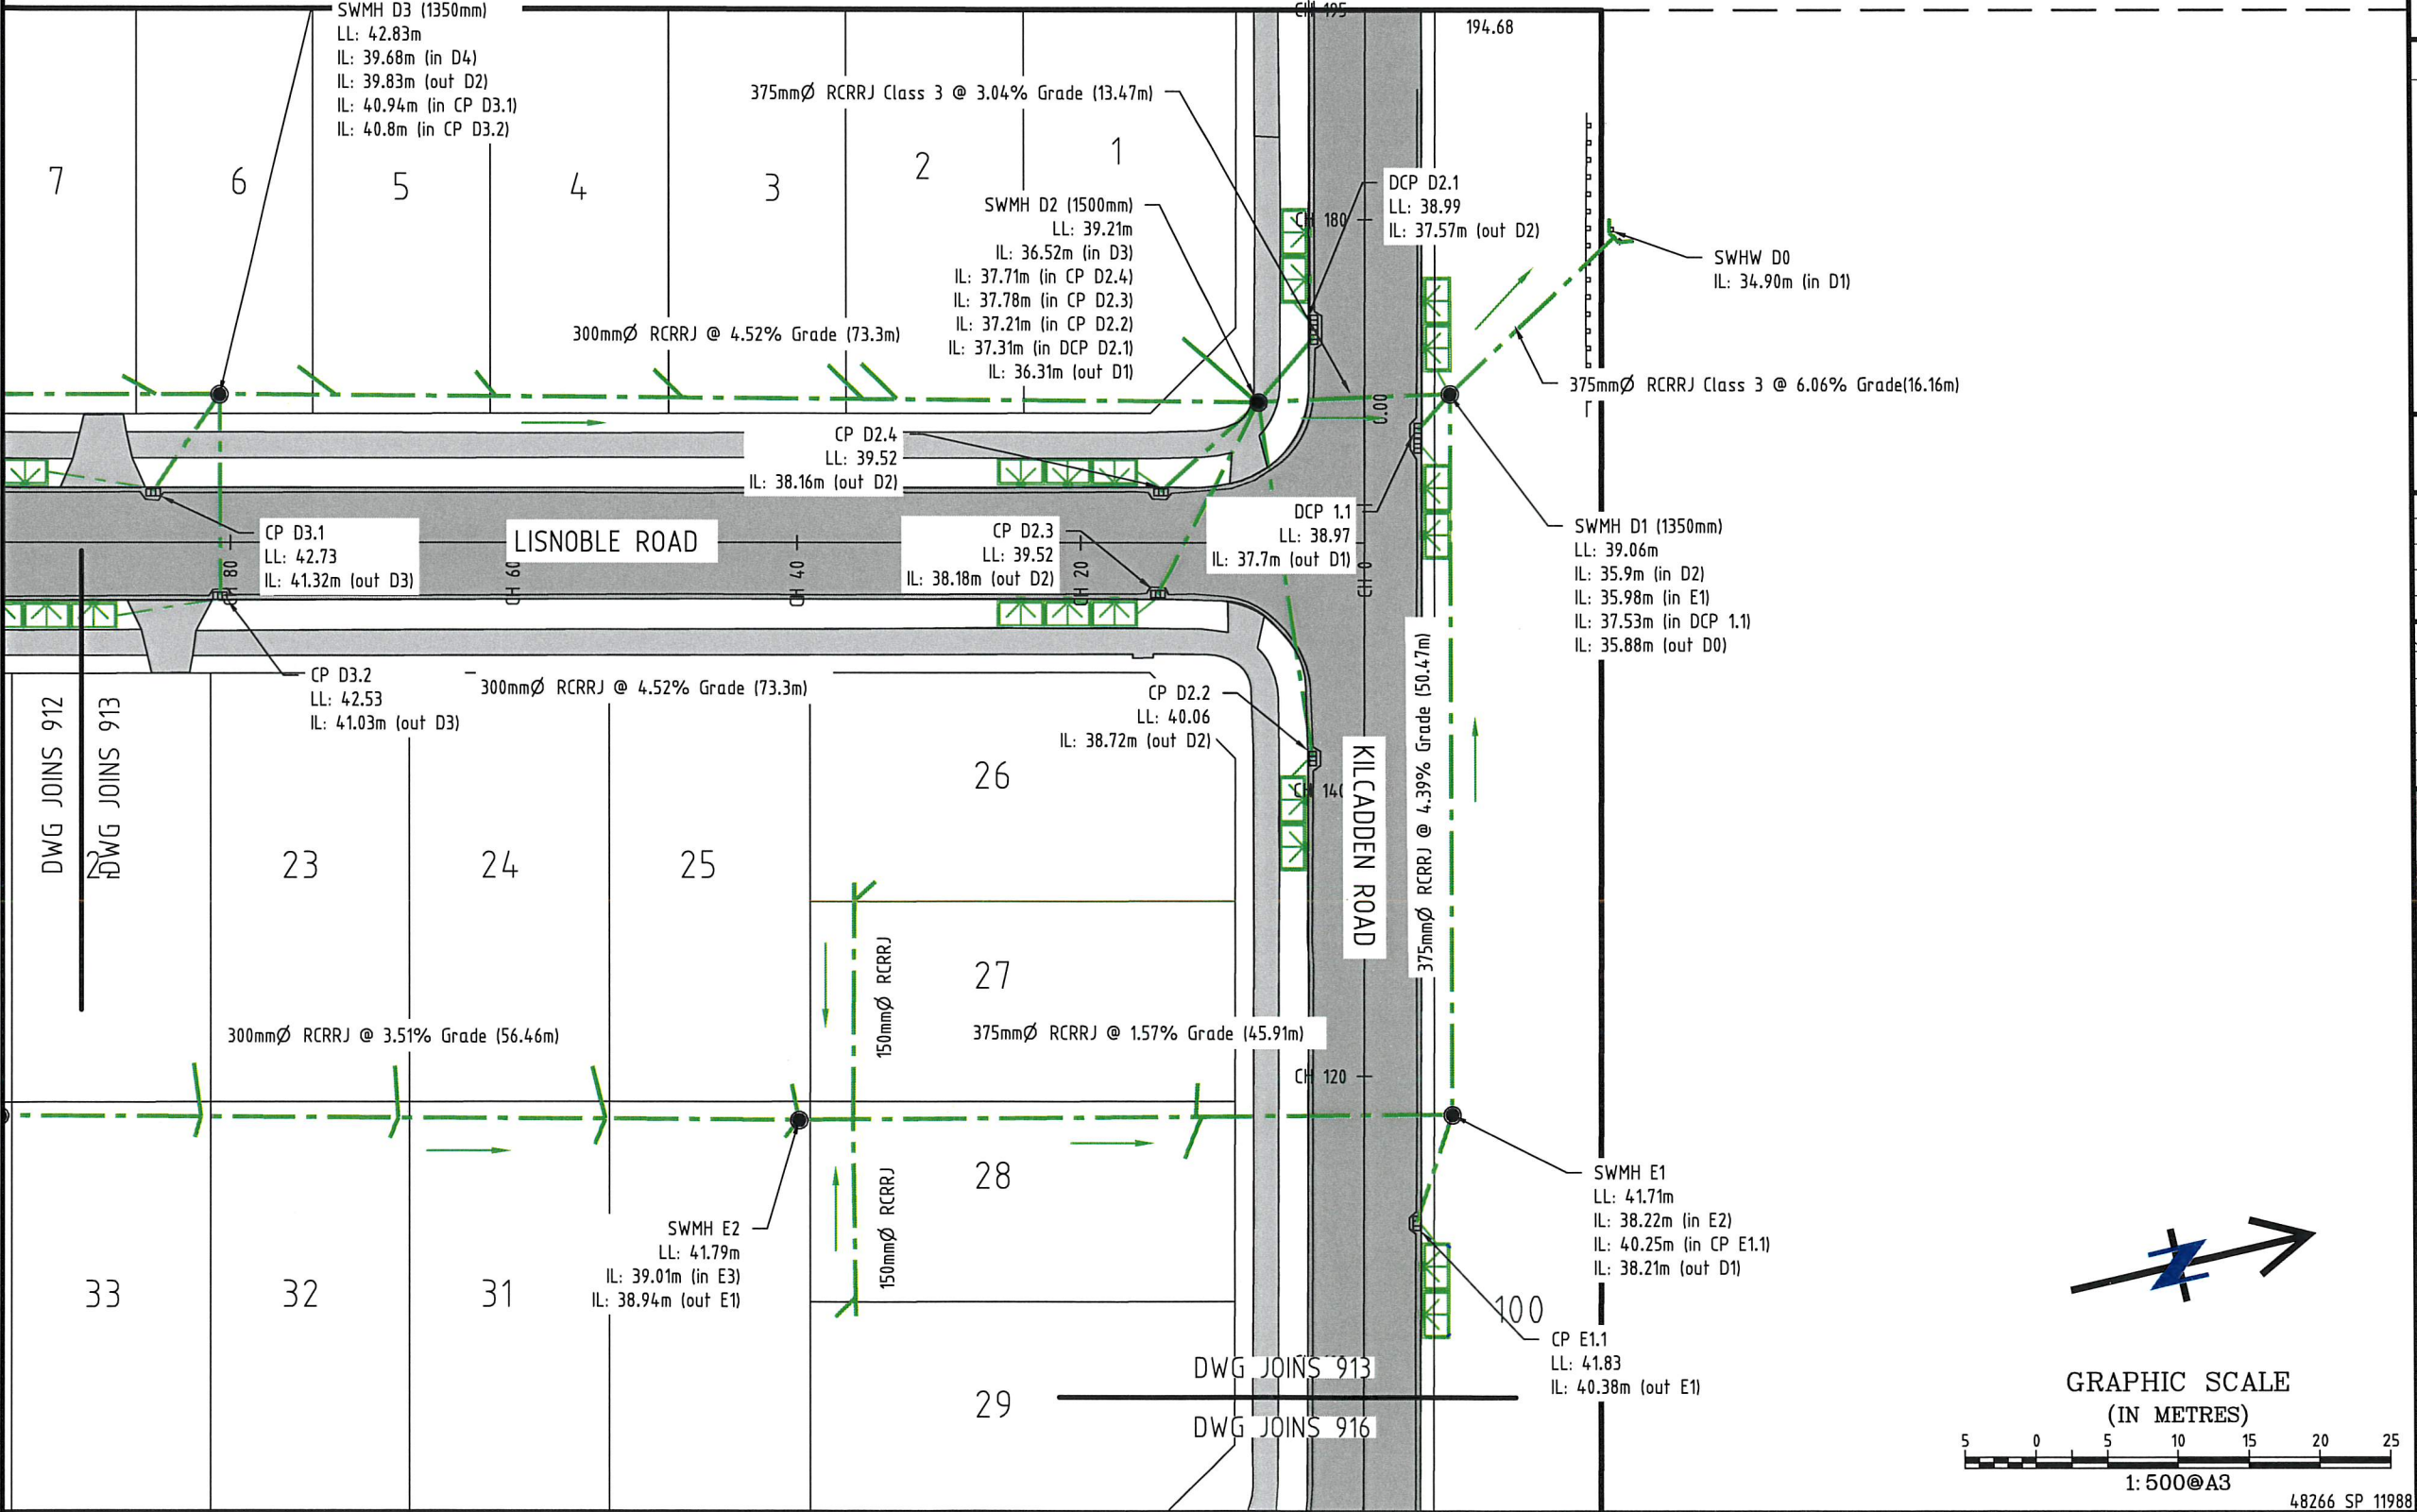 SWMH D3 (1350mm)
LL: 42.83m
IL: 39.68m (in D4)
IL: 39.83m (out D2)
IL: 40.94m (in CP D3.1)
IL: 40.8m (in CP D3.2)
CH 195
194.68
375mmØ RCRRJ Class 3 @ 3.04% Grade (13.47m)
7
6
5
4
3
2
1
SWMH D2 (1500mm)
LL: 39.21m
IL: 36.52m (in D3)
IL: 37.71m (in CP D2.4)
IL: 37.78m (in CP D2.3)
IL: 37.21m (in CP D2.2)
IL: 37.31m (in DCP D2.1)
IL: 36.31m (out D1)
DCP D2.1
LL: 38.99
IL: 37.57m (out D2)
CH 180
SWHW D0
IL: 34.90m (in D1)
300mmØ RCRRJ @ 4.52% Grade (73.3m)
375mmØ RCRRJ Class 3 @ 6.06% Grade(16.16m)
0.00
CP D2.4
LL: 39.52
IL: 38.16m (out D2)
CP D3.1
LL: 42.73
IL: 41.32m (out D3)
LISNOBLE ROAD
CP D2.3
LL: 39.52
IL: 38.18m (out D2)
DCP 1.1
LL: 38.97
IL: 37.7m (out D1)
SWMH D1 (1350mm)
LL: 39.06m
IL: 35.9m (in D2)
IL: 35.98m (in E1)
IL: 37.53m (in DCP 1.1)
IL: 35.88m (out D0)
CH 80
CH 60
CH 40
CH 20
CH 0
CP D3.2
LL: 42.53
IL: 41.03m (out D3)
300mmØ RCRRJ @ 4.52% Grade (73.3m)
CP D2.2
LL: 40.06
IL: 38.72m (out D2)
375mmØ RCRRJ @ 4.39% Grade (50.47m)
DWG JOINS 912
DWG JOINS 913
KILCADDEN ROAD
CH 140
26
23
24
25
27
150mmØ RCRRJ
300mmØ RCRRJ @ 3.51% Grade (56.46m)
375mmØ RCRRJ @ 1.57% Grade (45.91m)
CH 120
28
150mmØ RCRRJ
SWMH E2
LL: 41.79m
IL: 39.01m (in E3)
IL: 38.94m (out E1)
SWMH E1
LL: 41.71m
IL: 38.22m (in E2)
IL: 40.25m (in CP E1.1)
IL: 38.21m (out D1)
33
32
31
100
CP E1.1
LL: 41.83
IL: 40.38m (out E1)
DWG JOINS 913
DWG JOINS 916
29
GRAPHIC SCALE
(IN METRES)
5 0 5 10 15 20 25
1:500@A3
48266 SP 11988